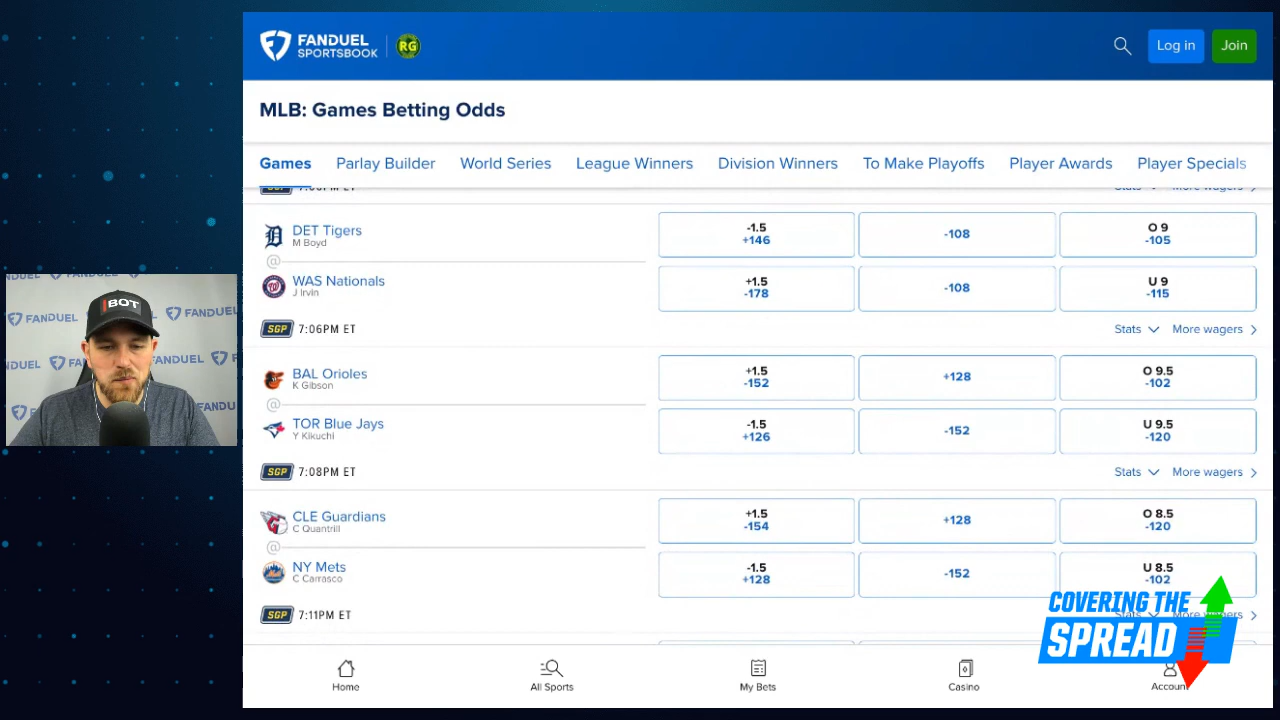 FANDUEL
SPORTSBOOK
RG
Log in
Join
MLB: Games Betting Odds
Games Parlay Builder World Series League Winners Division Winners To Make Playoffs Player Awards Player Specials
DET Tigers
M Boyd
-1.5
+146
-108
O 9
-105
@
WAS Nationals
J Irvin
+1.5
-178
-108
U 9
-115
SGP 7:06PM ET Stats More wagers
BAL Orioles
K Gibson
+1.5
-152
+128
O 9.5
-102
@
TOR Blue Jays
Y Kikuchi
-1.5
+126
-152
U 9.5
-120
SGP 7:08PM ET Stats More wagers
CLE Guardians
C Quantrill
+1.5
-154
+128
O 8.5
-120
@
NY Mets
C Carrasco
-1.5
+128
-152
U 8.5
-102
SGP 7:11PM ET Stats More wagers
COVERING THE
SPREAD
Home
All Sports
My Bets
Casino
Account
BOT
FANDUEL
FANDUEL